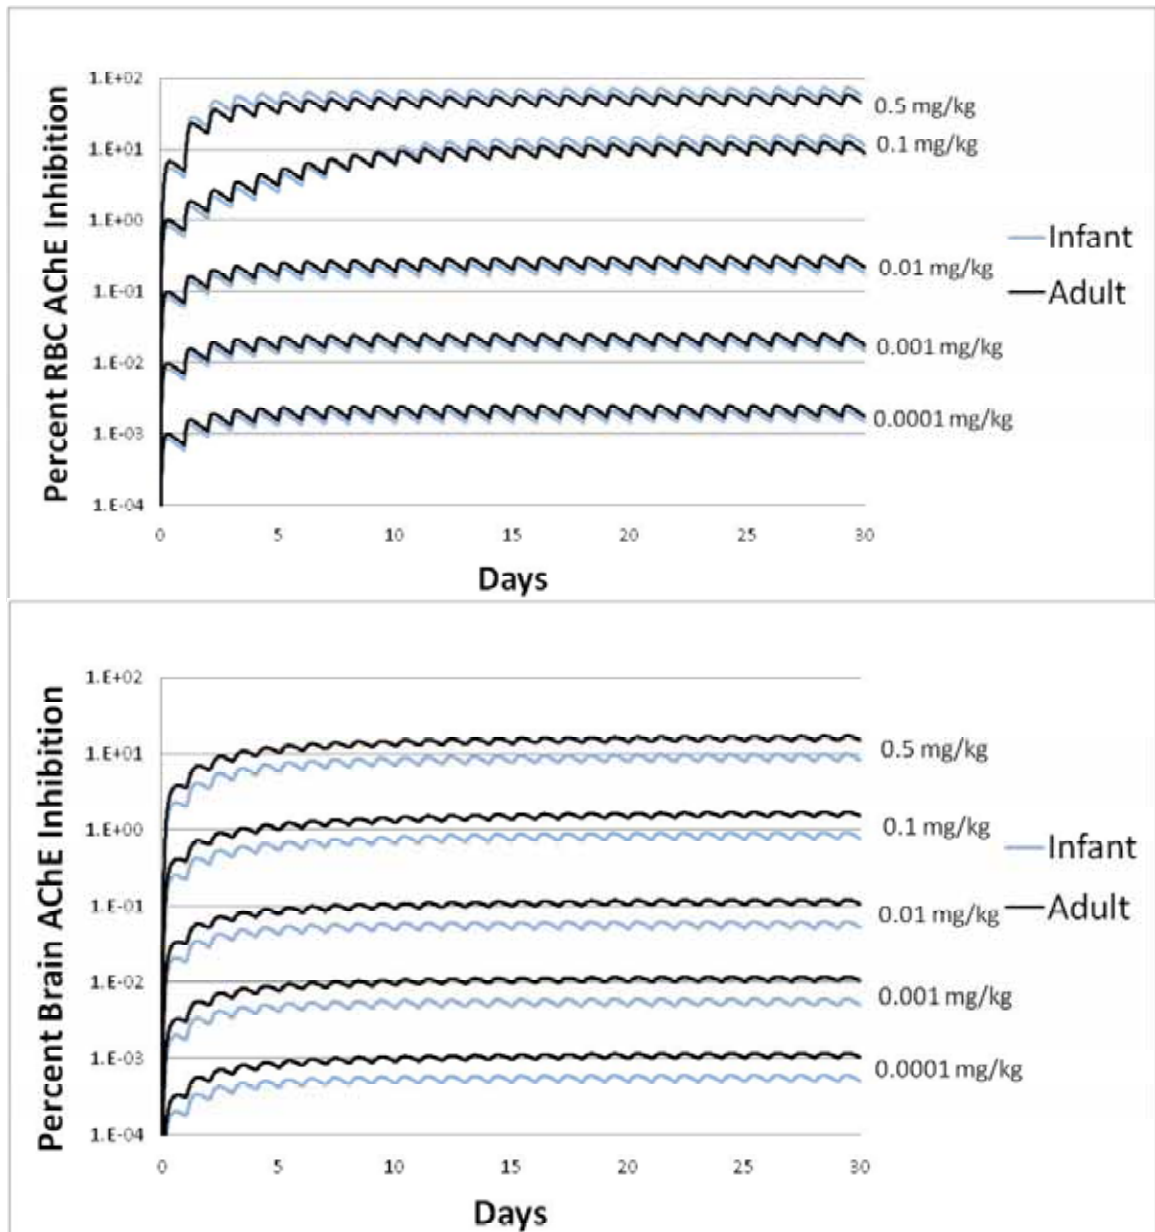 Percent RBC AChE Inhibition
1.E+02
1.E+01
1.E+00
1.E-01
1.E-02
1.E-03
1.E-04
0 5 10 15 20 25 30
Days
0.5 mg/kg
0.1 mg/kg
0.01 mg/kg
0.001 mg/kg
0.0001 mg/kg
Infant
Adult
Percent Brain AChE Inhibition
1.E+02
1.E+01
1.E+00
1.E-01
1.E-02
1.E-03
1.E-04
0 5 10 15 20 25 30
Days
0.5 mg/kg
0.1 mg/kg
0.01 mg/kg
0.001 mg/kg
0.0001 mg/kg
Infant
Adult